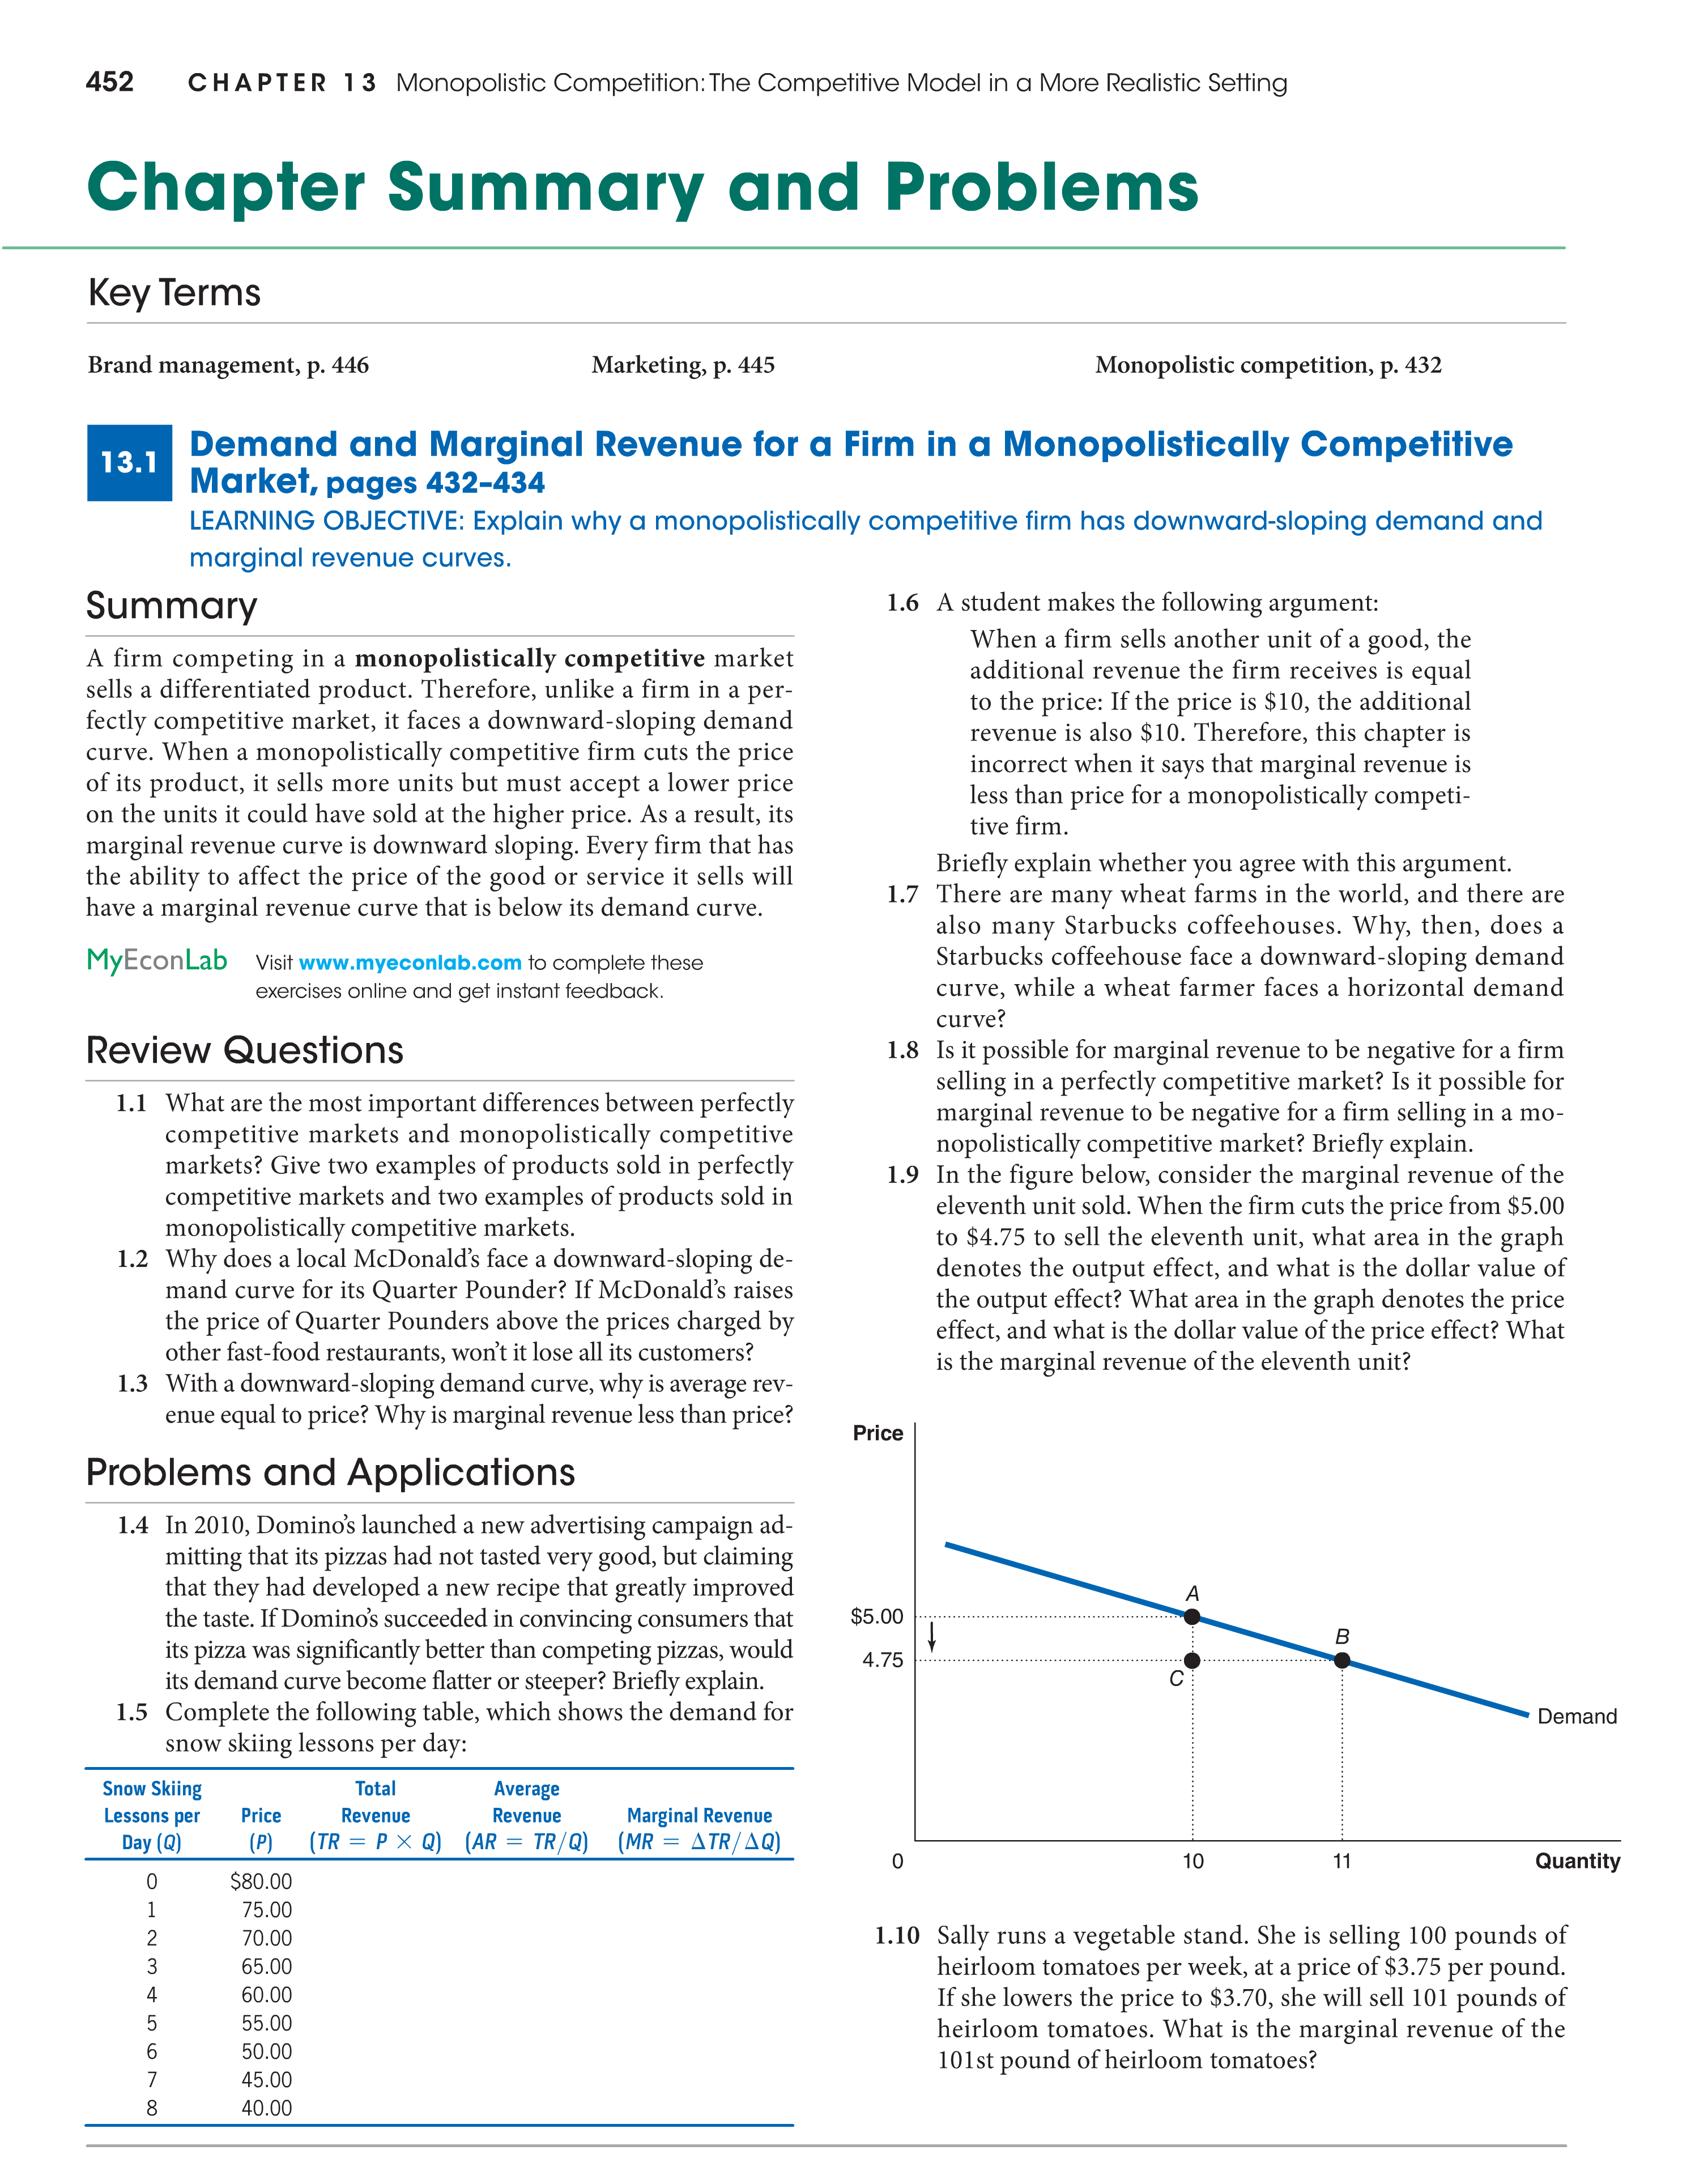 452 CHAPTER 13 Monopolistic Competition: The Competitive Model in a More Realistic Setting
Chapter Summary and Problems
Key Terms
Brand management, p. 446 Marketing, p. 445 Monopolistic competition, p. 432
13.1 Demand and Marginal Revenue for a Firm in a Monopolistically Competitive
Market, pages 432–434
LEARNING OBJECTIVE: Explain why a monopolistically competitive firm has downward-sloping demand and
marginal revenue curves.
Summary
A firm competing in a monopolistically competitive market
sells a differentiated product. Therefore, unlike a firm in a per-
fectly competitive market, it faces a downward-sloping demand
curve. When a monopolistically competitive firm cuts the price
of its product, it sells more units but must accept a lower price
on the units it could have sold at the higher price. As a result, its
marginal revenue curve is downward sloping. Every firm that has
the ability to affect the price of the good or service it sells will
have a marginal revenue curve that is below its demand curve.
MyEconLab Visit www.myeconlab.com to complete these
exercises online and get instant feedback.
Review Questions
1.1 What are the most important differences between perfectly
competitive markets and monopolistically competitive
markets? Give two examples of products sold in perfectly
competitive markets and two examples of products sold in
monopolistically competitive markets.
1.2 Why does a local McDonald's face a downward-sloping de-
mand curve for its Quarter Pounder? If McDonald's raises
the price of Quarter Pounders above the prices charged by
other fast-food restaurants, won't it lose all its customers?
1.3 With a downward-sloping demand curve, why is average rev-
enue equal to price? Why is marginal revenue less than price?
Problems and Applications
1.4 In 2010, Domino's launched a new advertising campaign ad-
mitting that its pizzas had not tasted very good, but claiming
that they had developed a new recipe that greatly improved
the taste. If Domino's succeeded in convincing consumers that
its pizza was significantly better than competing pizzas, would
its demand curve become flatter or steeper? Briefly explain.
1.5 Complete the following table, which shows the demand for
snow skiing lessons per day:
Snow Skiing Total Average
Lessons per Price Revenue Revenue Marginal Revenue
Day (Q) (P) (TR = P × Q) (AR = TR/Q) (MR = ΔTR/ΔQ)
0 $80.00
1 75.00
2 70.00
3 65.00
4 60.00
5 55.00
6 50.00
7 45.00
8 40.00
1.6 A student makes the following argument:
When a firm sells another unit of a good, the
additional revenue the firm receives is equal
to the price: If the price is $10, the additional
revenue is also $10. Therefore, this chapter is
incorrect when it says that marginal revenue is
less than price for a monopolistically competi-
tive firm.
Briefly explain whether you agree with this argument.
1.7 There are many wheat farms in the world, and there are
also many Starbucks coffeehouses. Why, then, does a
Starbucks coffeehouse face a downward-sloping demand
curve, while a wheat farmer faces a horizontal demand
curve?
1.8 Is it possible for marginal revenue to be negative for a firm
selling in a perfectly competitive market? Is it possible for
marginal revenue to be negative for a firm selling in a mo-
nopolistically competitive market? Briefly explain.
1.9 In the figure below, consider the marginal revenue of the
eleventh unit sold. When the firm cuts the price from $5.00
to $4.75 to sell the eleventh unit, what area in the graph
denotes the output effect, and what is the dollar value of
the output effect? What area in the graph denotes the price
effect, and what is the dollar value of the price effect? What
is the marginal revenue of the eleventh unit?
Price
A
$5.00
B
4.75
C
Demand
0 10 11 Quantity
1.10 Sally runs a vegetable stand. She is selling 100 pounds of
heirloom tomatoes per week, at a price of $3.75 per pound.
If she lowers the price to $3.70, she will sell 101 pounds of
heirloom tomatoes. What is the marginal revenue of the
101st pound of heirloom tomatoes?